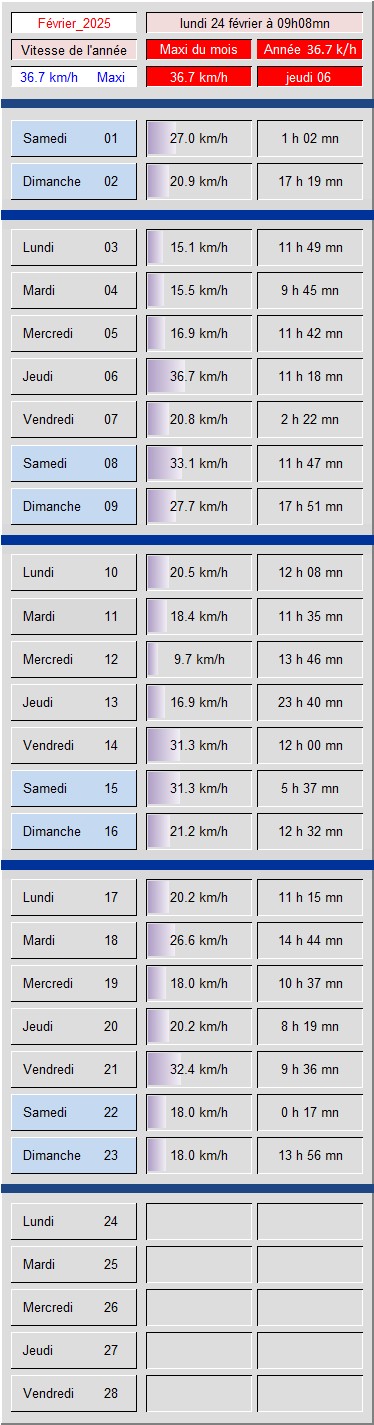 Février_2025 lundi 24 février à 09h08mn
Vitesse de l'année Maxi du mois Année 36.7 k/h
36.7 km/h Maxi 36.7 km/h jeudi 06
Samedi 01 27.0 km/h 1 h 02 mn
Dimanche 02 20.9 km/h 17 h 19 mn
Lundi 03 15.1 km/h 11 h 49 mn
Mardi 04 15.5 km/h 9 h 45 mn
Mercredi 05 16.9 km/h 11 h 42 mn
Jeudi 06 36.7 km/h 11 h 18 mn
Vendredi 07 20.8 km/h 2 h 22 mn
Samedi 08 33.1 km/h 11 h 47 mn
Dimanche 09 27.7 km/h 17 h 51 mn
Lundi 10 20.5 km/h 12 h 08 mn
Mardi 11 18.4 km/h 11 h 35 mn
Mercredi 12 9.7 km/h 13 h 46 mn
Jeudi 13 16.9 km/h 23 h 40 mn
Vendredi 14 31.3 km/h 12 h 00 mn
Samedi 15 31.3 km/h 5 h 37 mn
Dimanche 16 21.2 km/h 12 h 32 mn
Lundi 17 20.2 km/h 11 h 15 mn
Mardi 18 26.6 km/h 14 h 44 mn
Mercredi 19 18.0 km/h 10 h 37 mn
Jeudi 20 20.2 km/h 8 h 19 mn
Vendredi 21 32.4 km/h 9 h 36 mn
Samedi 22 18.0 km/h 0 h 17 mn
Dimanche 23 18.0 km/h 13 h 56 mn
Lundi 24
Mardi 25
Mercredi 26
Jeudi 27
Vendredi 28